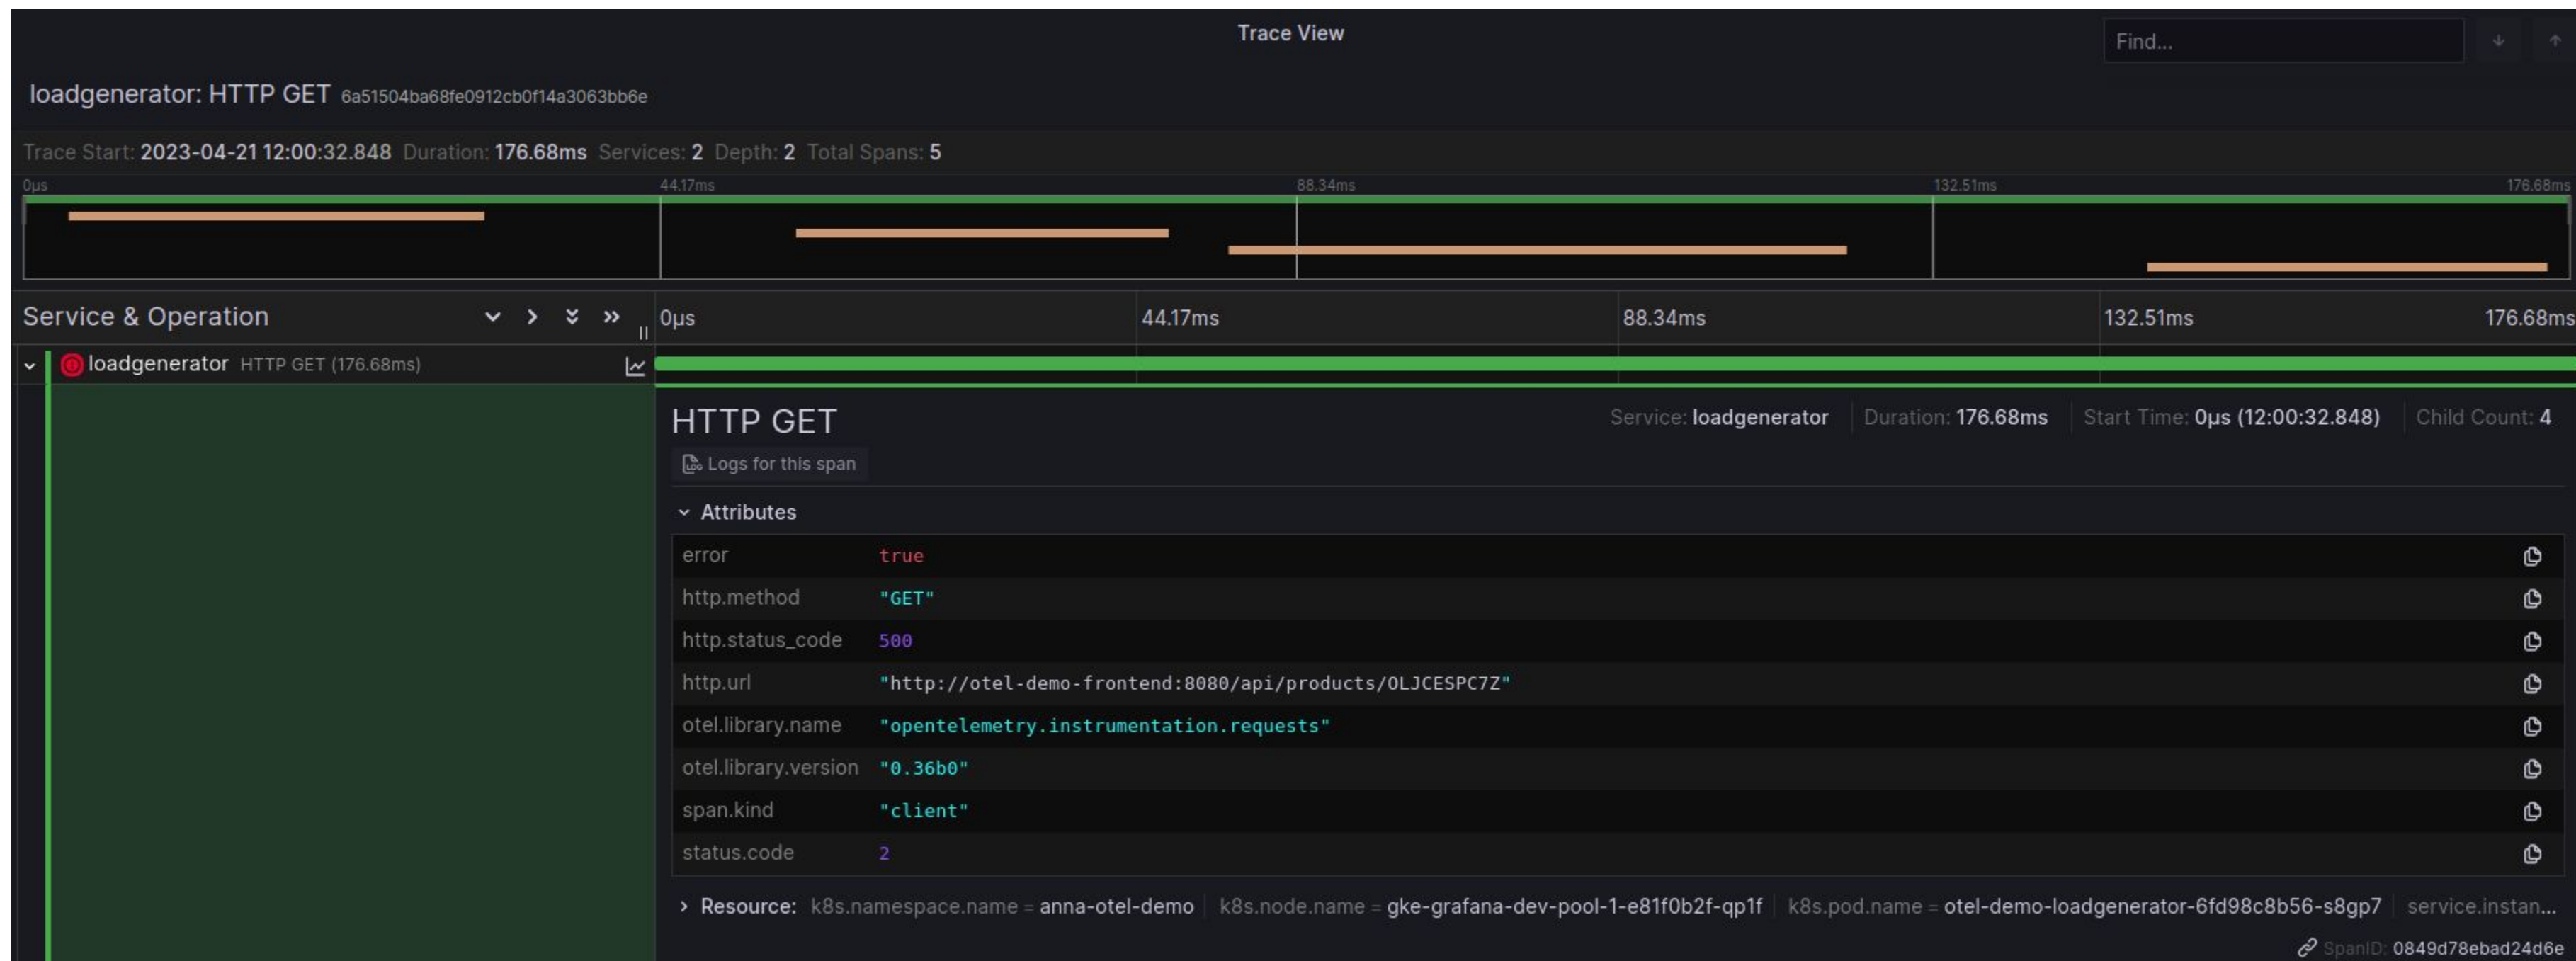 Trace View
Find...
loadgenerator: HTTP GET 6a51504ba68fe0912cb0f14a3063bb6e
Trace Start: 2023-04-21 12:00:32.848 Duration: 176.68ms Services: 2 Depth: 2 Total Spans: 5
0μs 44.17ms 88.34ms 132.51ms 176.68ms
Service & Operation 0μs 44.17ms 88.34ms 132.51ms 176.68ms
loadgenerator HTTP GET (176.68ms)
HTTP GET Service: loadgenerator Duration: 176.68ms Start Time: 0μs (12:00:32.848) Child Count: 4
Logs for this span
Attributes
error true
http.method "GET"
http.status_code 500
http.url "http://otel-demo-frontend:8080/api/products/OLJCESPC7Z"
otel.library.name "opentelemetry.instrumentation.requests"
otel.library.version "0.36b0"
span.kind "client"
status.code 2
Resource: k8s.namespace.name = anna-otel-demo k8s.node.name = gke-grafana-dev-pool-1-e81f0b2f-qp1f k8s.pod.name = otel-demo-loadgenerator-6fd98c8b56-s8gp7 service.instan...
SpanID: 0849d78ebad24d6e